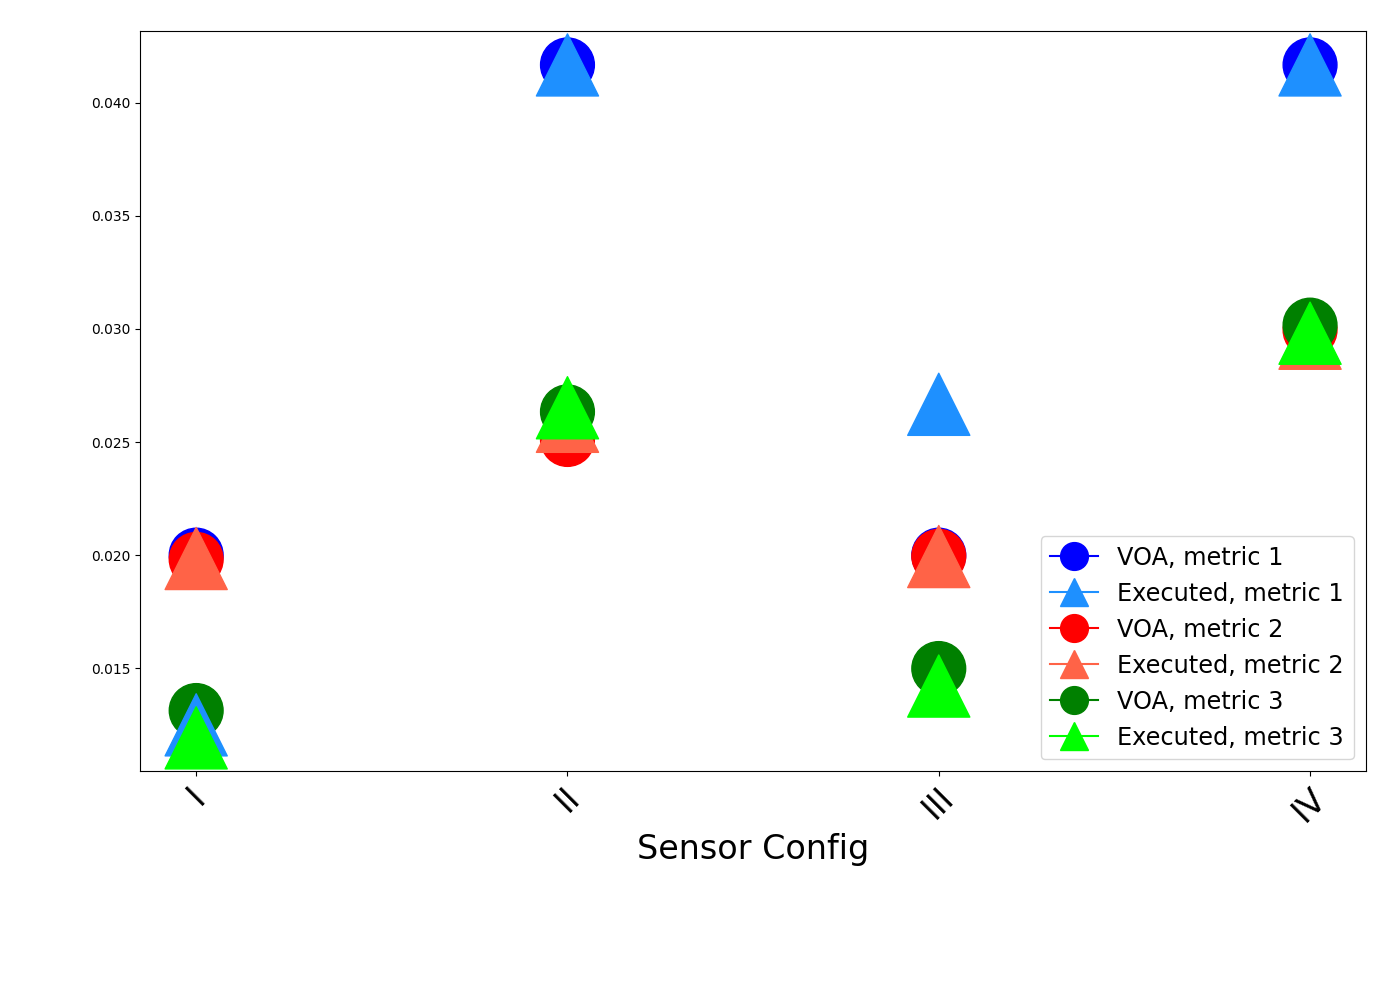 0.040
0.035
0.030
0.025
0.020
0.015
VOA, metric 1
Executed, metric 1
VOA, metric 2
Executed, metric 2
VOA, metric 3
Executed, metric 3
I
II
III
IV
Sensor Config